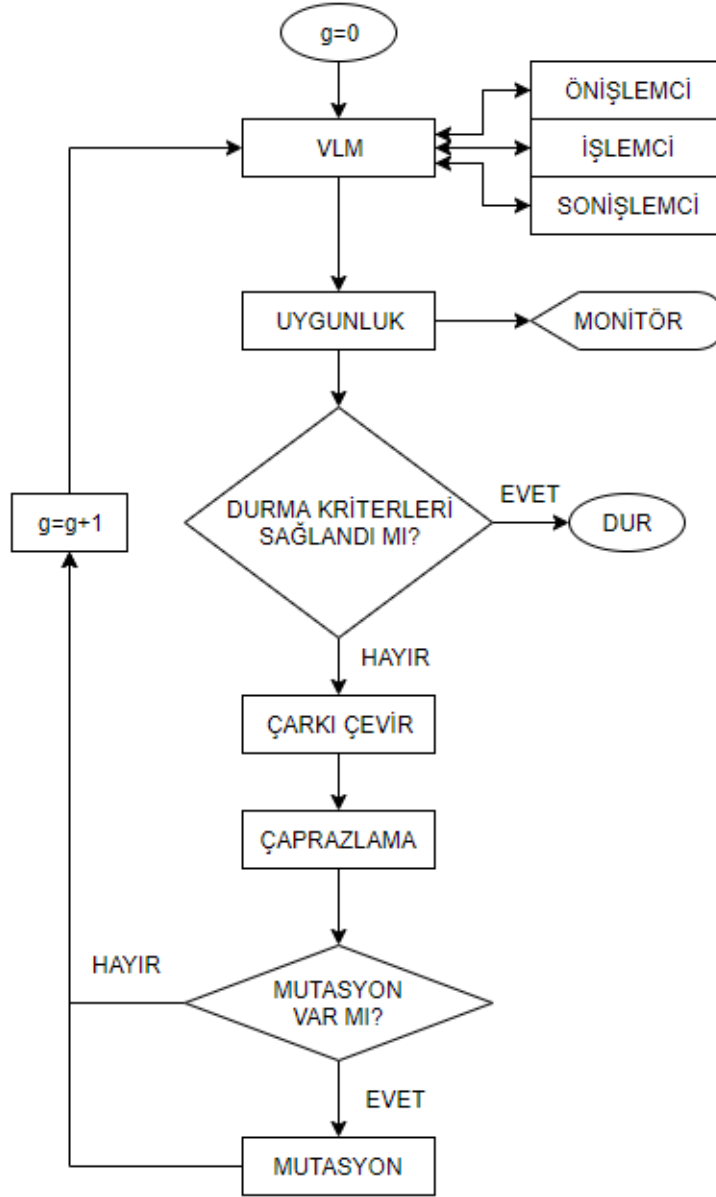 g=0
VLM
ÖNİŞLEMCİ
İŞLEMCİ
SONİŞLEMCİ
UYGUNLUK
MONİTÖR
DURMA KRİTERLERİ
SAĞLANDI MI?
EVET
DUR
g=g+1
HAYIR
ÇARKI ÇEVİR
ÇAPRAZLAMA
HAYIR
MUTASYON
VAR MI?
EVET
MUTASYON